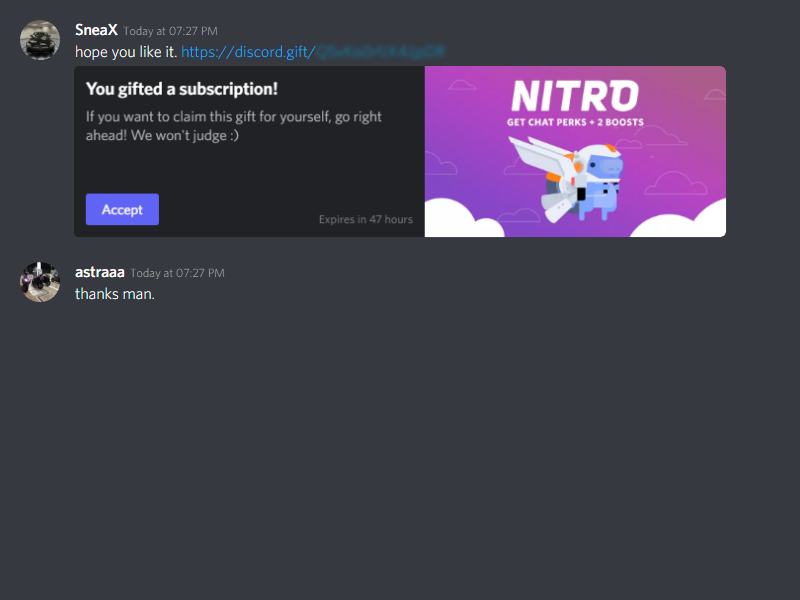 SneaX Today at 07:27 PM
hope you like it. https://discord.gift/
You gifted a subscription!
If you want to claim this gift for yourself, go right
ahead! We won't judge :)
Accept
Expires in 47 hours
NITRO
GET CHAT PERKS + 2 BOOSTS
astraaa Today at 07:27 PM
thanks man.